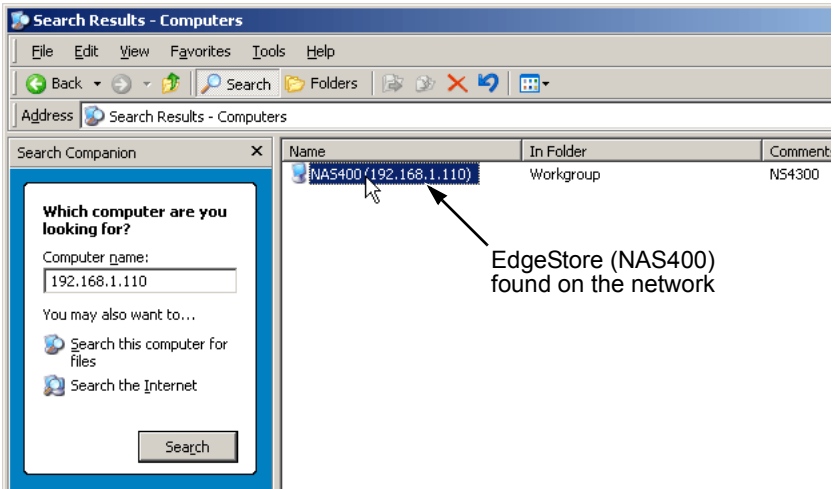 Search Results - Computers
File Edit View Favorites Tools Help
Back Search Folders
Address Search Results - Computers
Search Companion
Name In Folder Comment
NAS400 (192.168.1.110) Workgroup NS4300
Which computer are you
looking for?
Computer name:
192.168.1.110
You may also want to...
Search this computer for
files
Search the Internet
Search
EdgeStore (NAS400)
found on the network